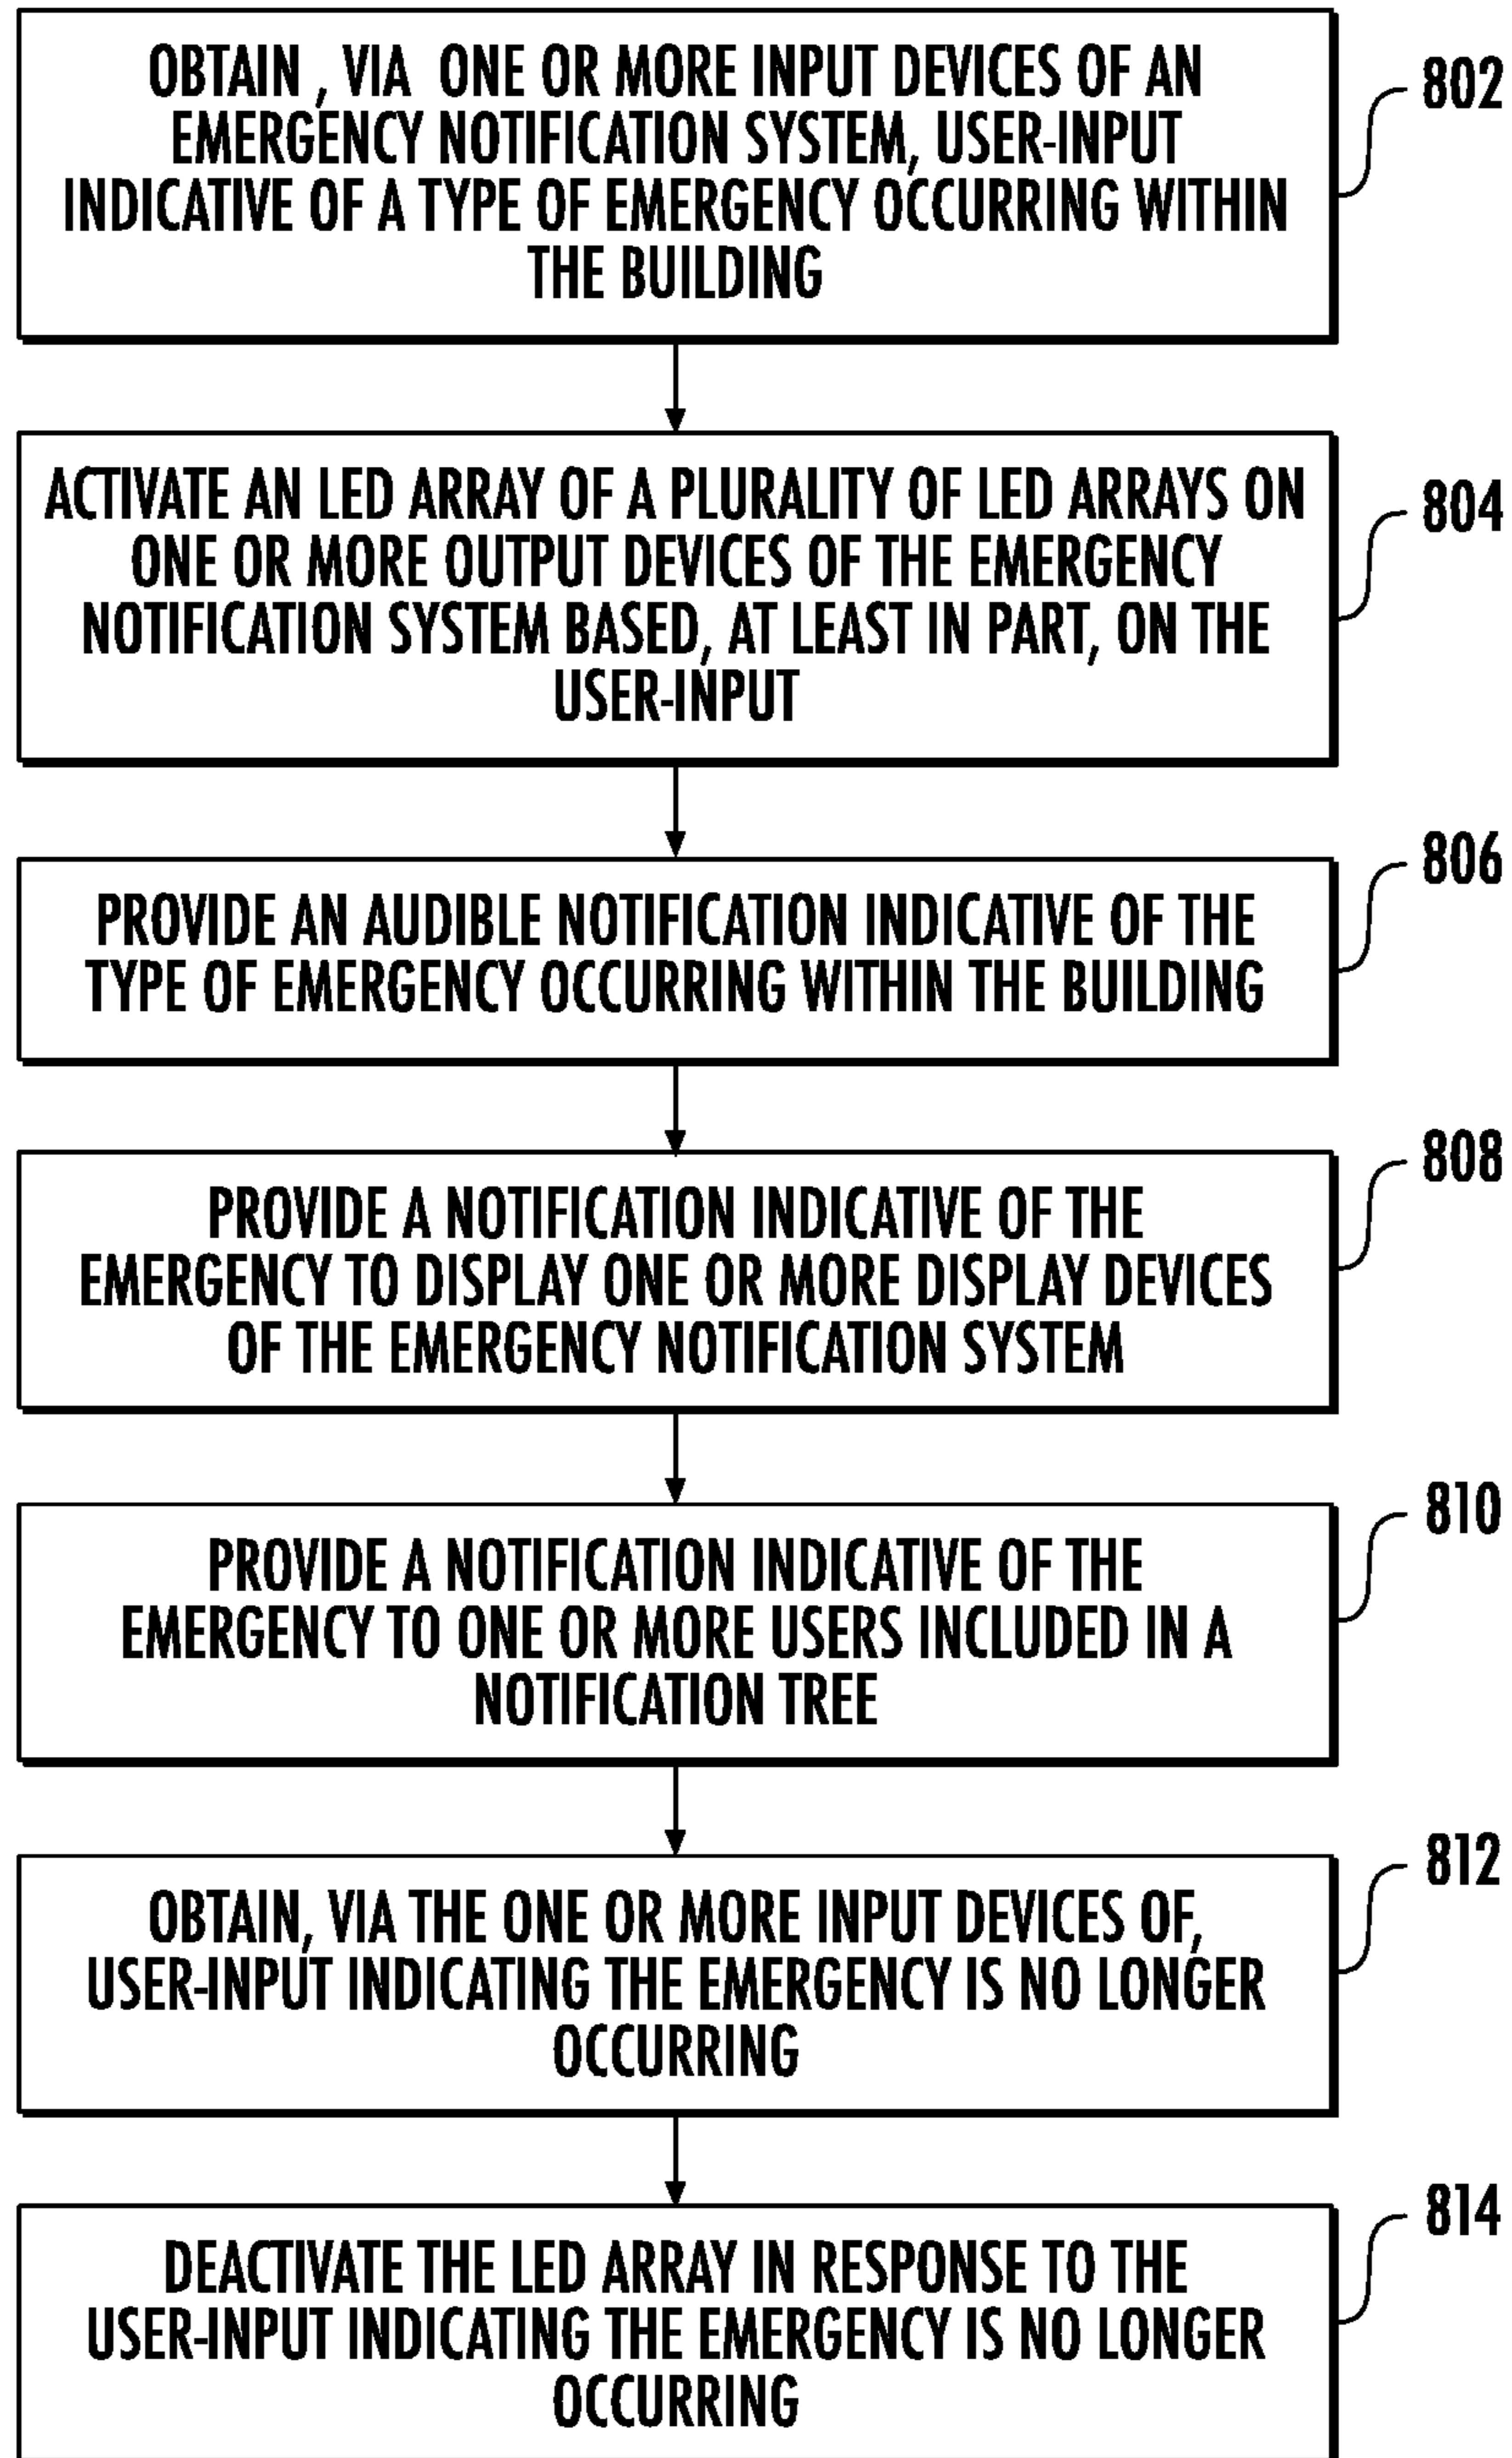 OBTAIN , VIA ONE OR MORE INPUT DEVICES OF AN
EMERGENCY NOTIFICATION SYSTEM, USER-INPUT
INDICATIVE OF A TYPE OF EMERGENCY OCCURRING WITHIN
THE BUILDING
802
ACTIVATE AN LED ARRAY OF A PLURALITY OF LED ARRAYS ON
ONE OR MORE OUTPUT DEVICES OF THE EMERGENCY
NOTIFICATION SYSTEM BASED, AT LEAST IN PART, ON THE
USER-INPUT
804
PROVIDE AN AUDIBLE NOTIFICATION INDICATIVE OF THE
TYPE OF EMERGENCY OCCURRING WITHIN THE BUILDING
806
PROVIDE A NOTIFICATION INDICATIVE OF THE
EMERGENCY TO DISPLAY ONE OR MORE DISPLAY DEVICES
OF THE EMERGENCY NOTIFICATION SYSTEM
808
PROVIDE A NOTIFICATION INDICATIVE OF THE
EMERGENCY TO ONE OR MORE USERS INCLUDED IN A
NOTIFICATION TREE
810
OBTAIN, VIA THE ONE OR MORE INPUT DEVICES OF,
USER-INPUT INDICATING THE EMERGENCY IS NO LONGER
OCCURRING
812
DEACTIVATE THE LED ARRAY IN RESPONSE TO THE
USER-INPUT INDICATING THE EMERGENCY IS NO LONGER
OCCURRING
814